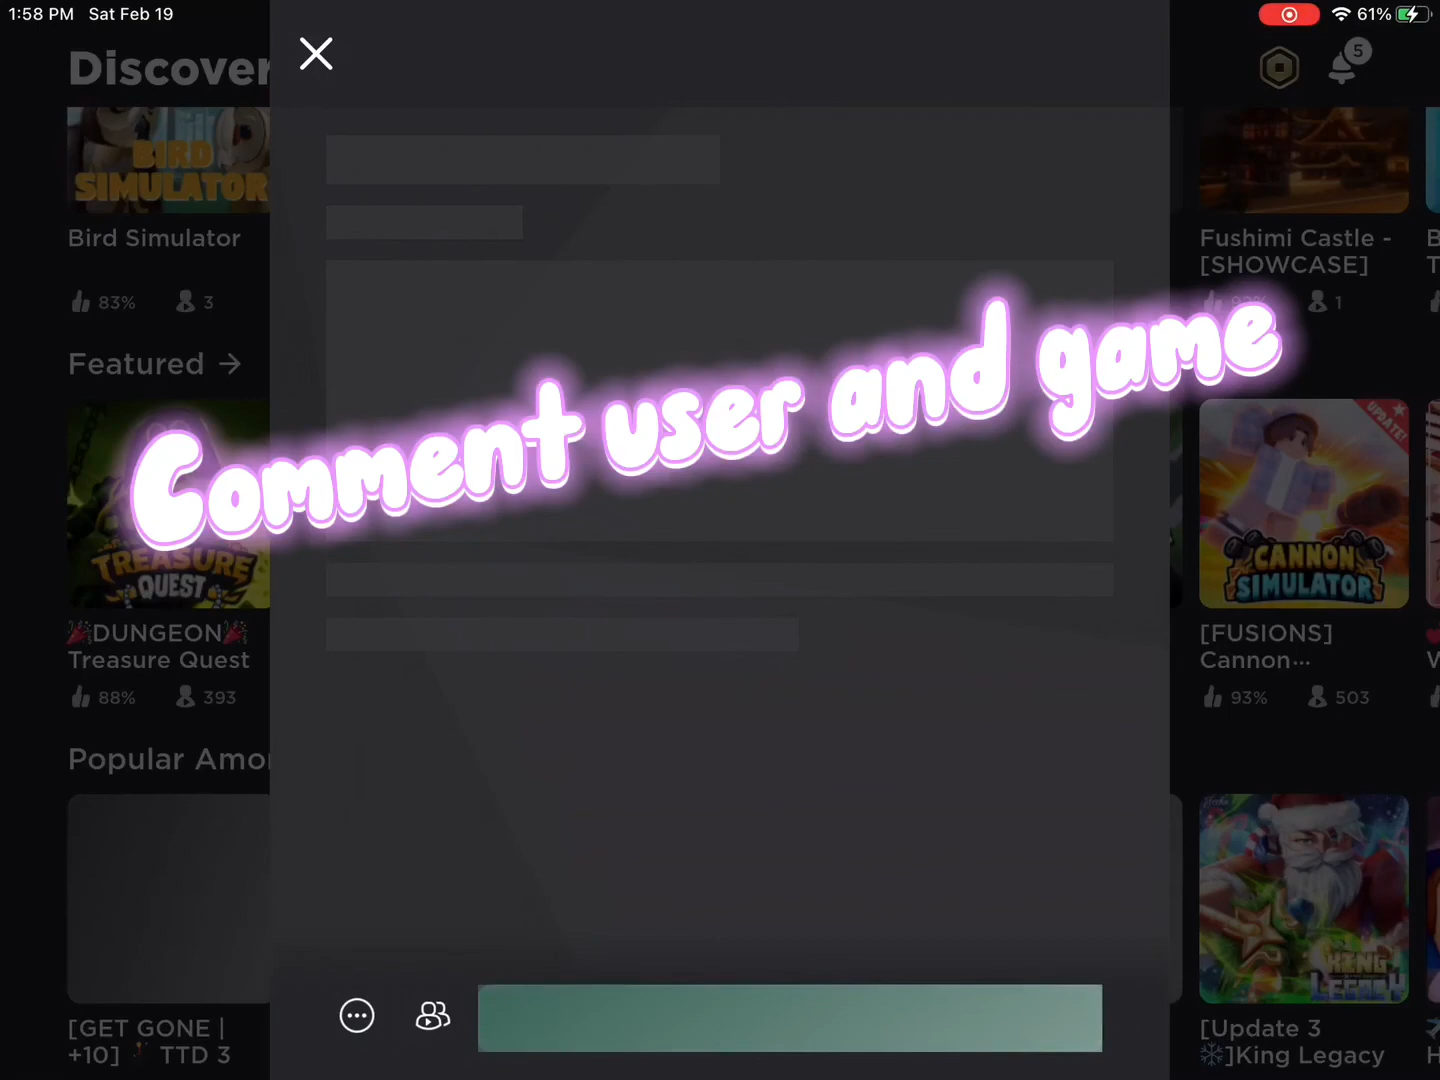 1:58 PM Sat Feb 19
61%
Discover
5
BIRD
SIMULATOR
Bird Simulator
83% 3
Fushimi Castle -
[SHOWCASE]
1
Featured →
Comment user and game
TREASURE
QUEST
🎉DUNGEON🎉
Treasure Quest
88% 393
UPDATE!
CANNON
SIMULATOR
[FUSIONS]
Cannon...
93% 503
Popular Amo
[GET GONE |
+10] TTD 3
KING
LEGACY
[Update 3
❄️]King Legacy